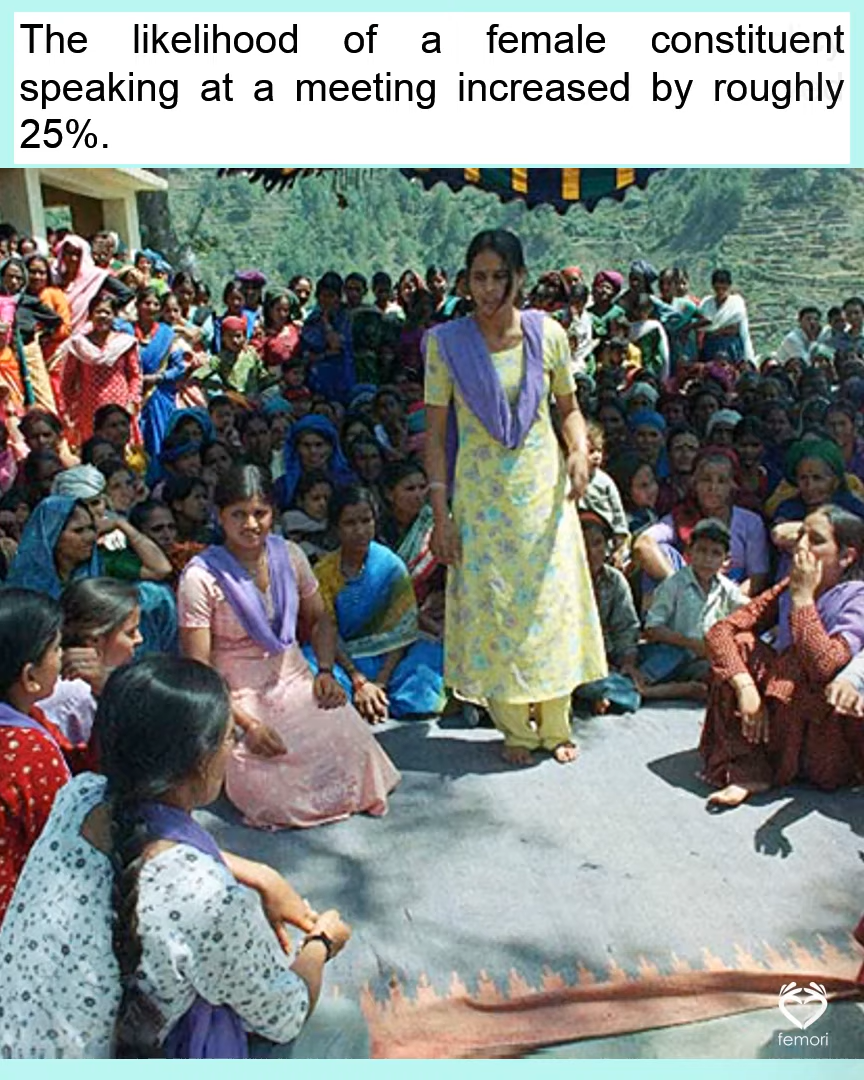 The likelihood of a female constituent
speaking at a meeting increased by roughly
25%.
femori